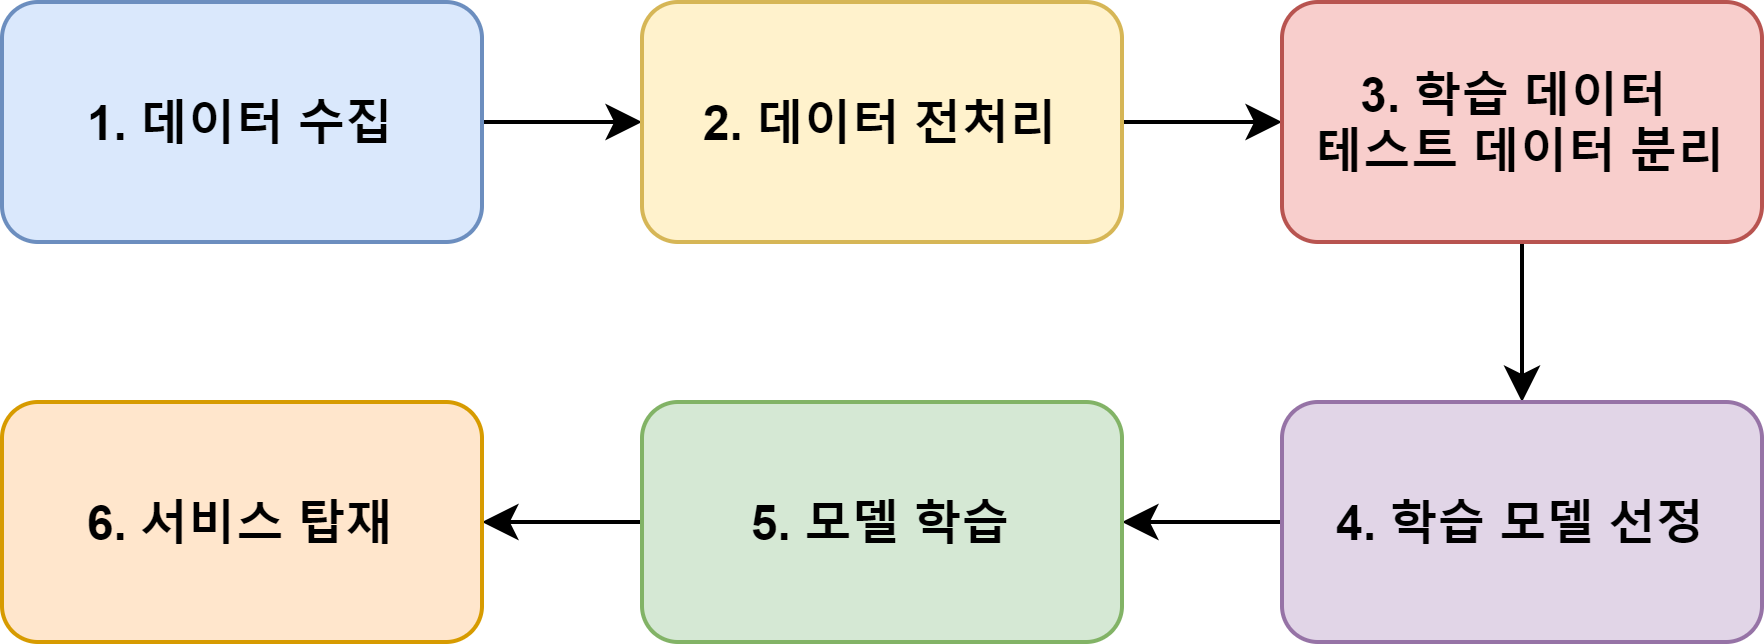 1. 데이터 수집
2. 데이터 전처리
3. 학습 데이터
테스트 데이터 분리
4. 학습 모델 선정
5. 모델 학습
6. 서비스 탑재